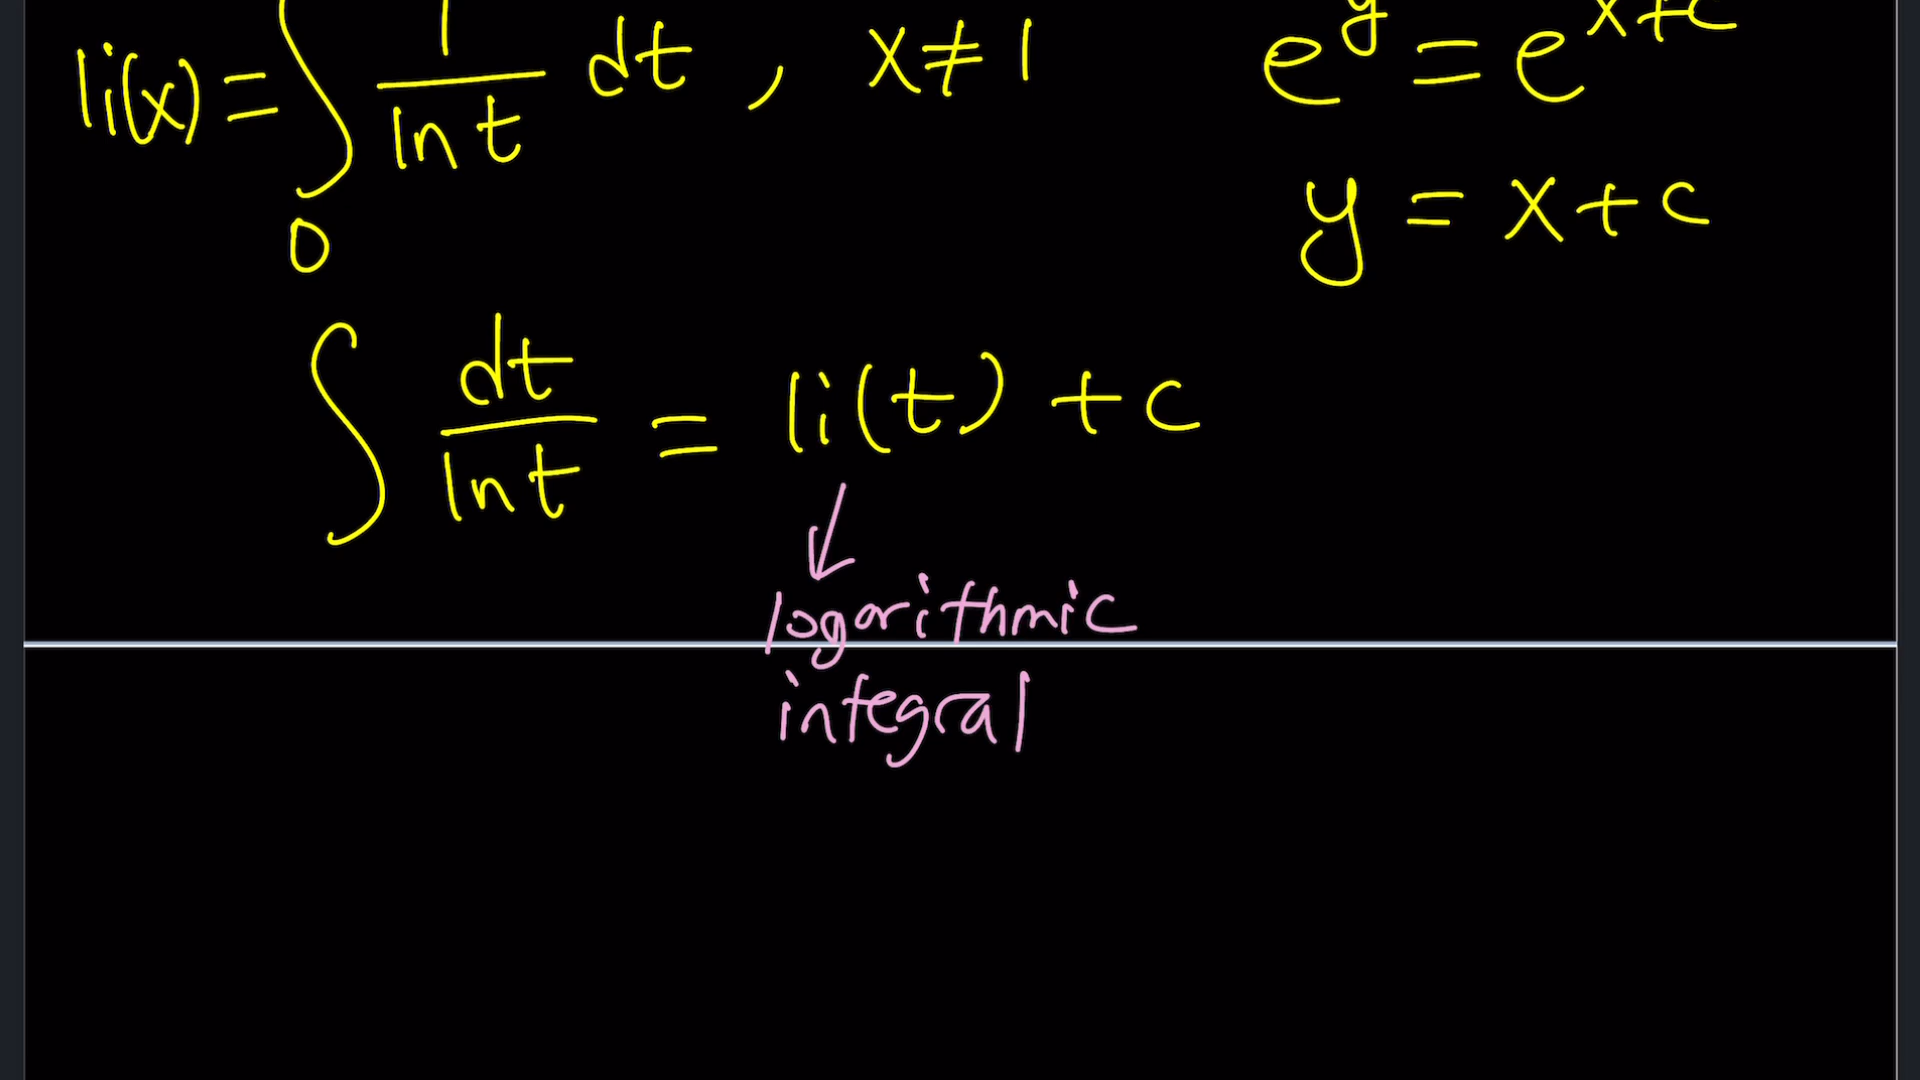 li(x) = ∫₀ 1/ln t dt , x ≠ 1
e^y = e^(x+c)
y = x + c
∫ dt/ln t = li(t) + c
↓
logarithmic
integral